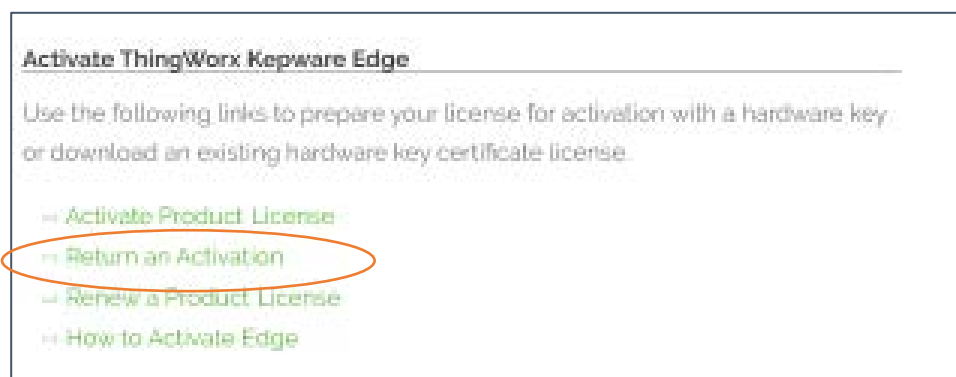 Activate ThingWorx Kepware Edge
Use the following links to prepare your license for activation with a hardware key
or download an existing hardware key certificate license.
Activate Product License
Return an Activation
Renew a Product License
How to Activate Edge